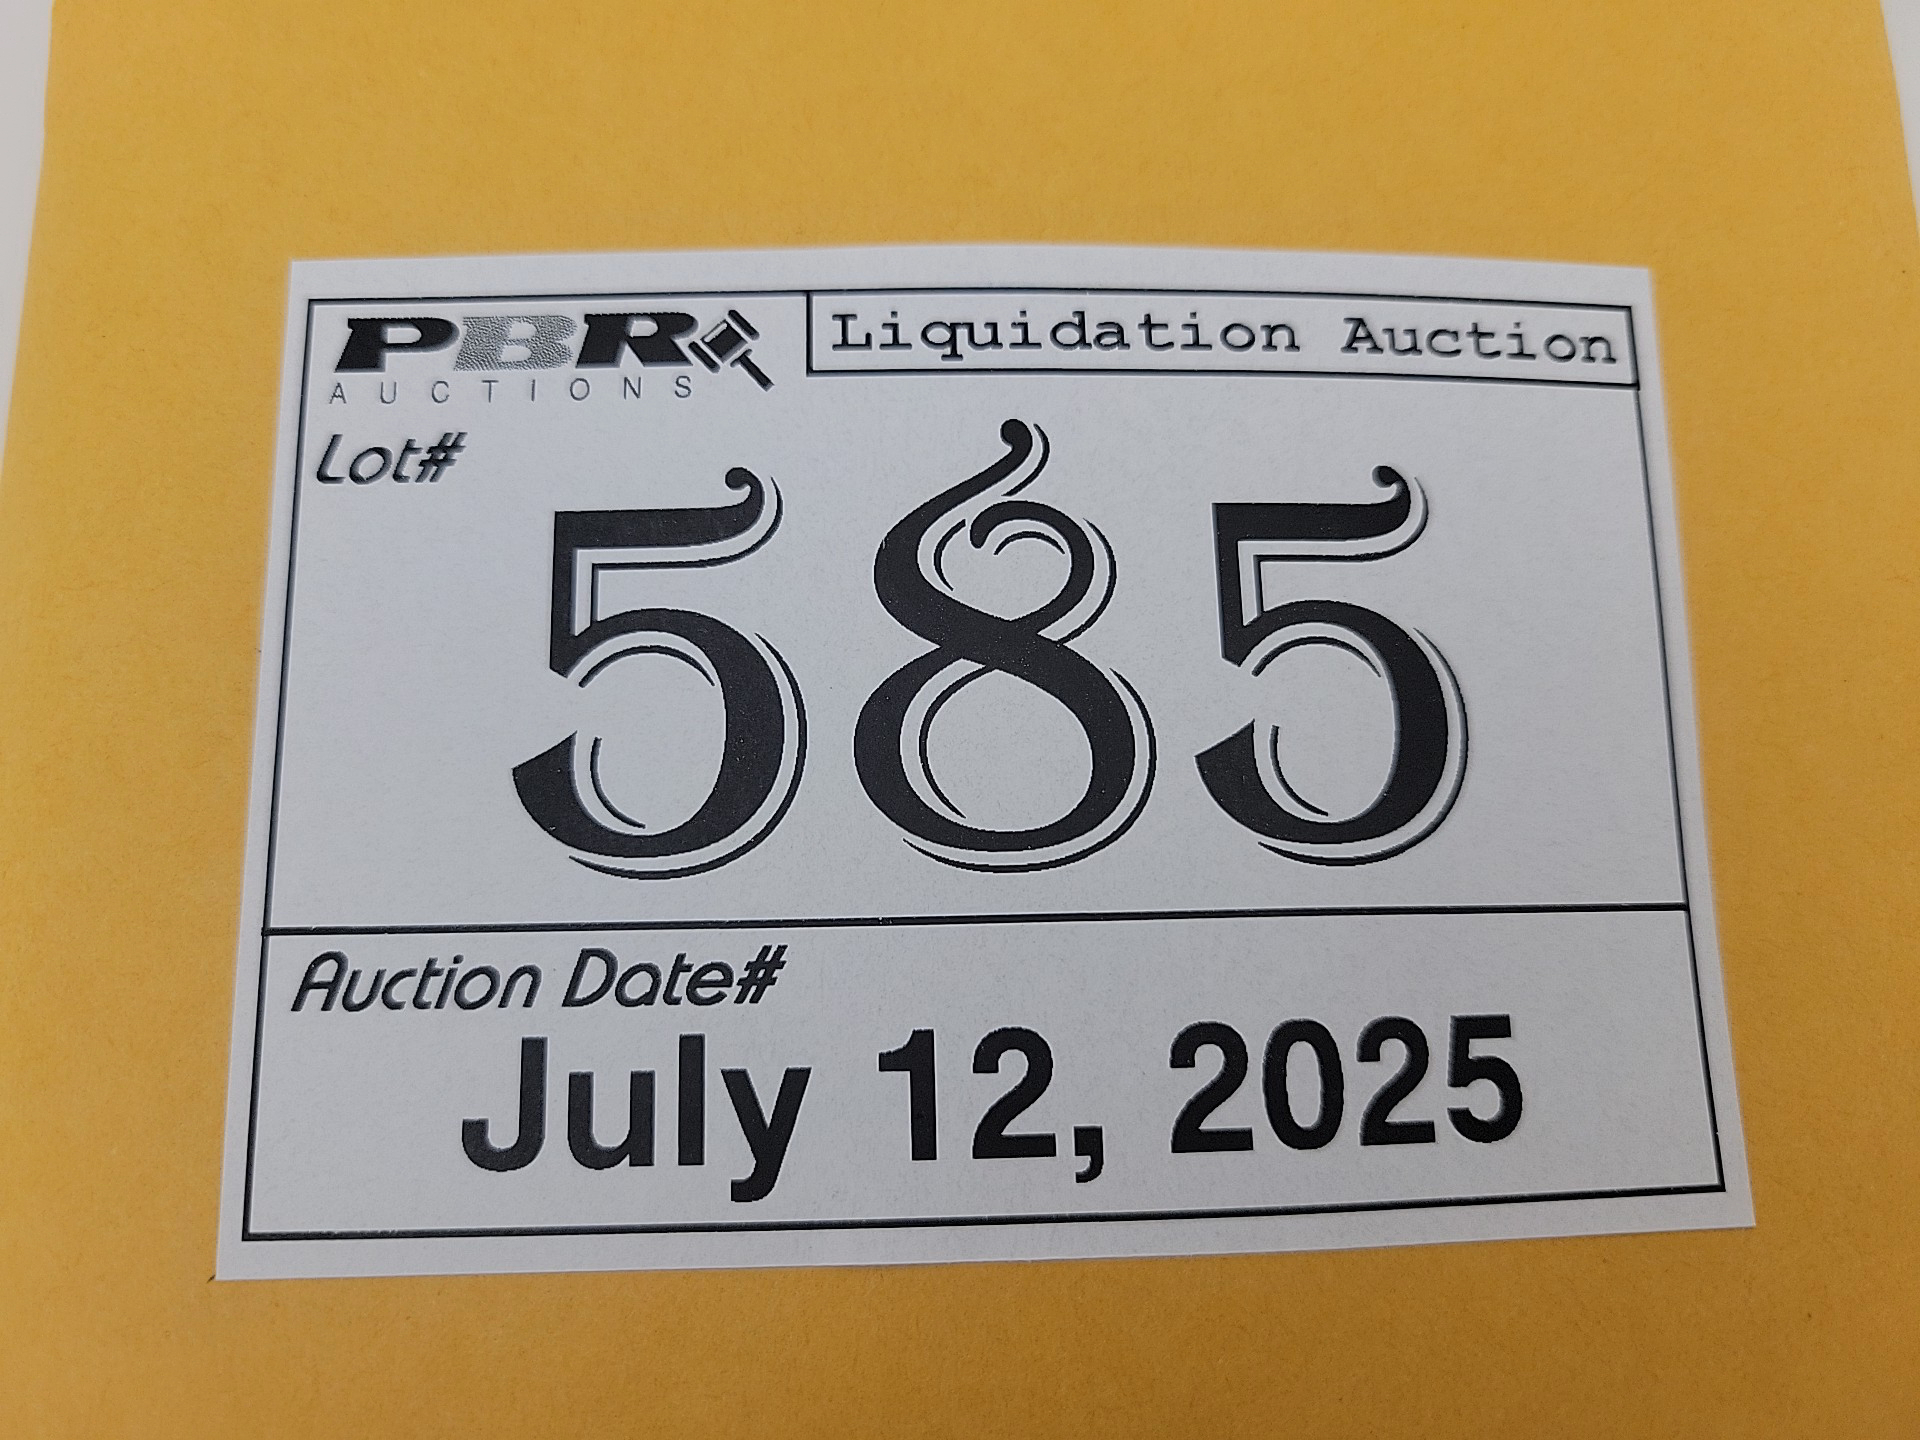 PBR
AUCTIONS
Liquidation Auction
Lot#
585
Auction Date#
July 12, 2025